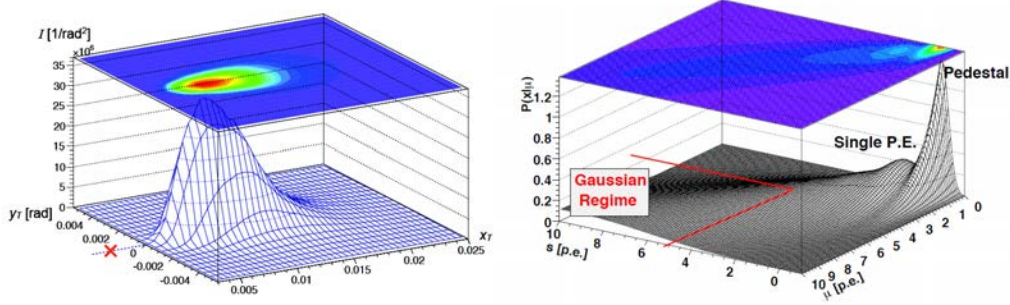 I [1/rad²]
×10⁶
35
30
25
20
15
10
5
0
y_T [rad]
0.004
0.002
0
-0.002
-0.004
0.005
0.01
0.015
0.02
0.025
x_T
P(x|μ)
1.2
1
0.8
0.6
0.4
0.2
0
Pedestal
Single P.E.
Gaussian
Regime
10
8
6
4
2
0
s [p.e.]
10 9 8 7 6 5 4 3 2 1 0
μ [p.e.]